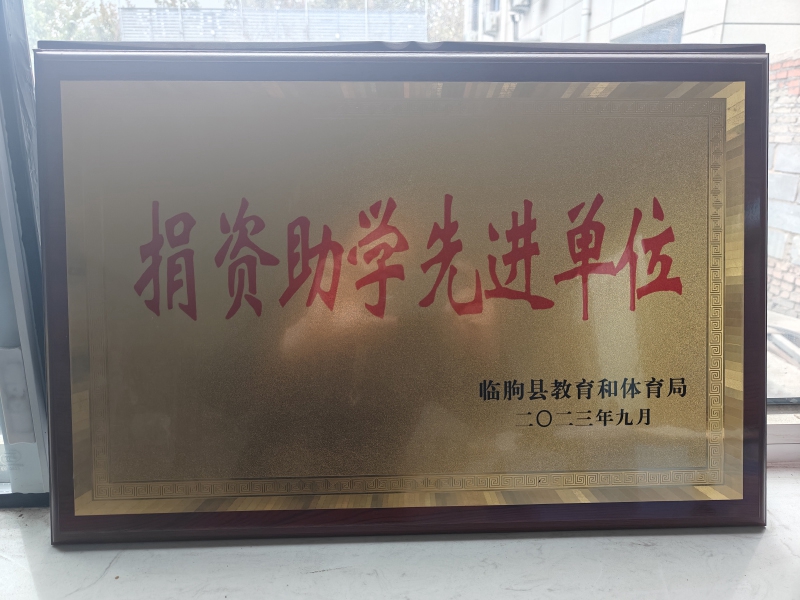 捐资助学先进单位
临朐县教育和体育局
二〇二三年九月